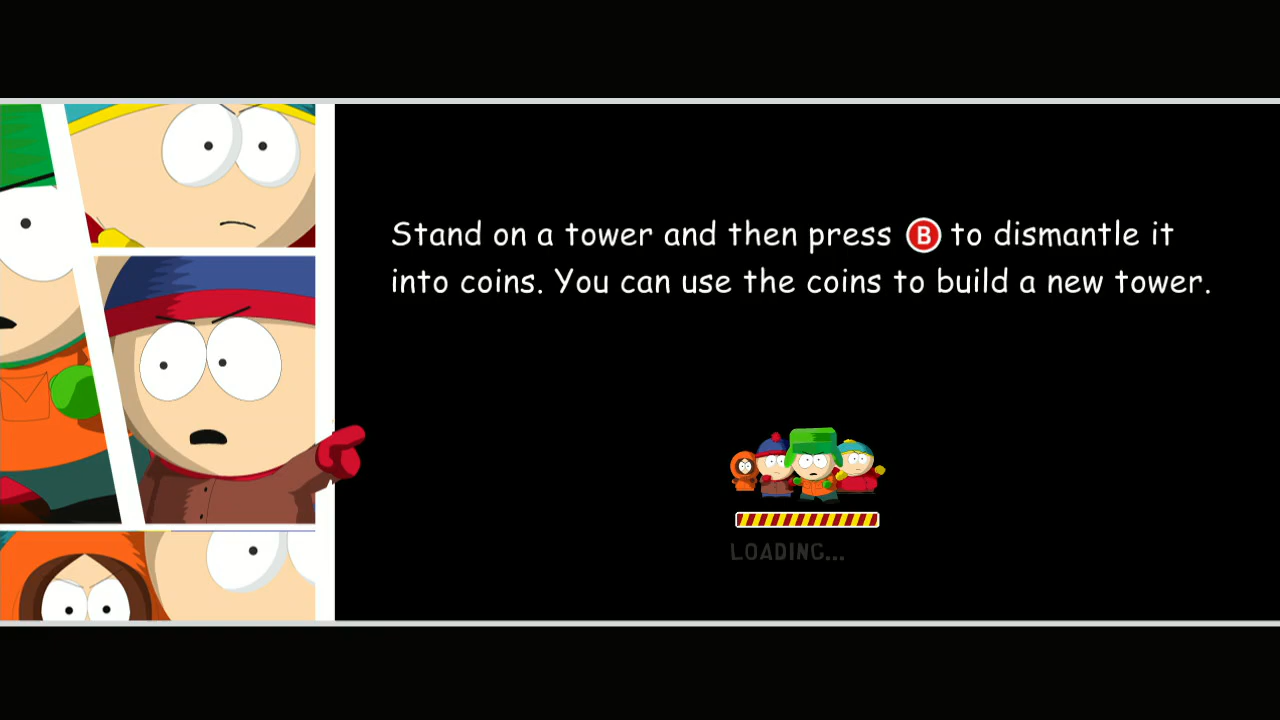 Stand on a tower and then press B to dismantle it
into coins. You can use the coins to build a new tower.
LOADING...